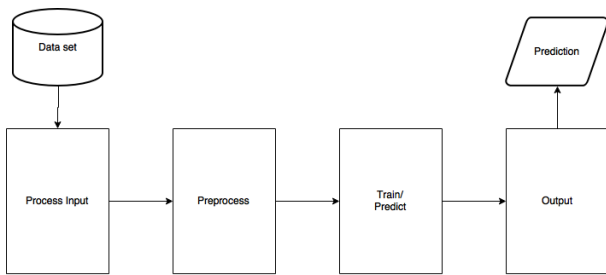 Data set
Prediction
Process Input
Preprocess
Train/
Predict
Output